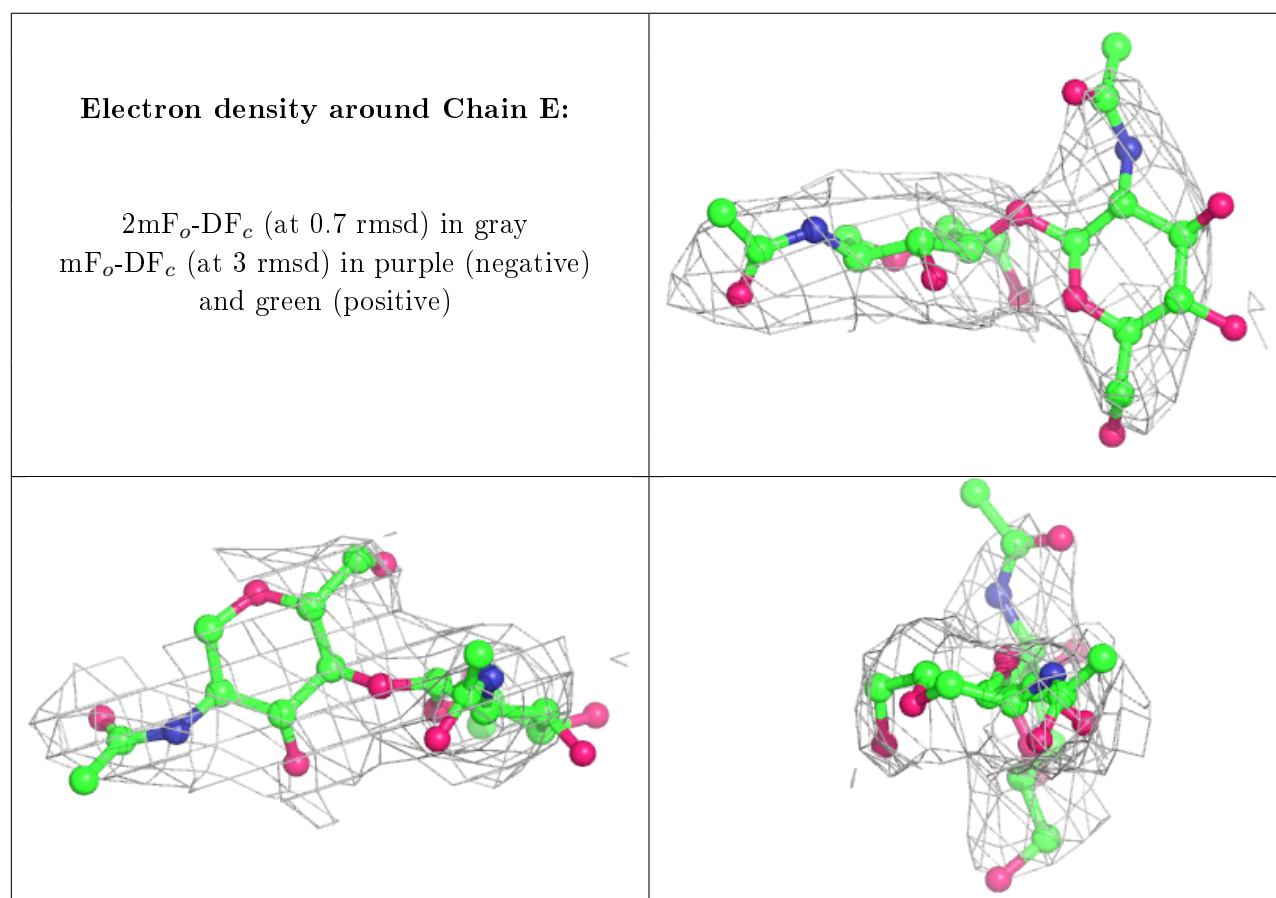 Electron density around Chain E:
2mFₒ-DF𝒸 (at 0.7 rmsd) in gray
mFₒ-DF𝒸 (at 3 rmsd) in purple (negative)
and green (positive)